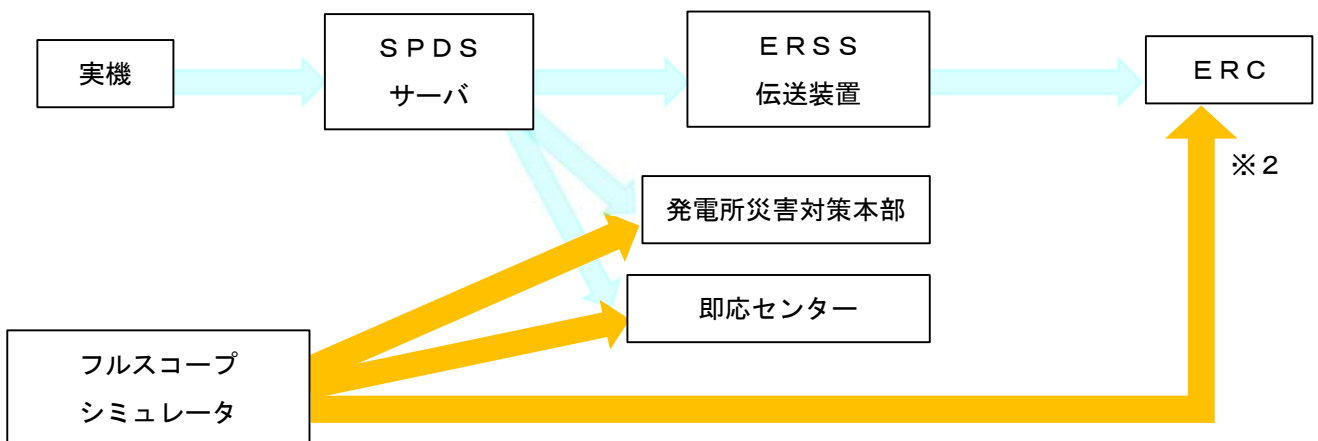 実機
ＳＰＤＳ
サーバ
ＥＲＳＳ
伝送装置
ＥＲＣ
※２
発電所災害対策本部
即応センター
フルスコープ
シミュレータ